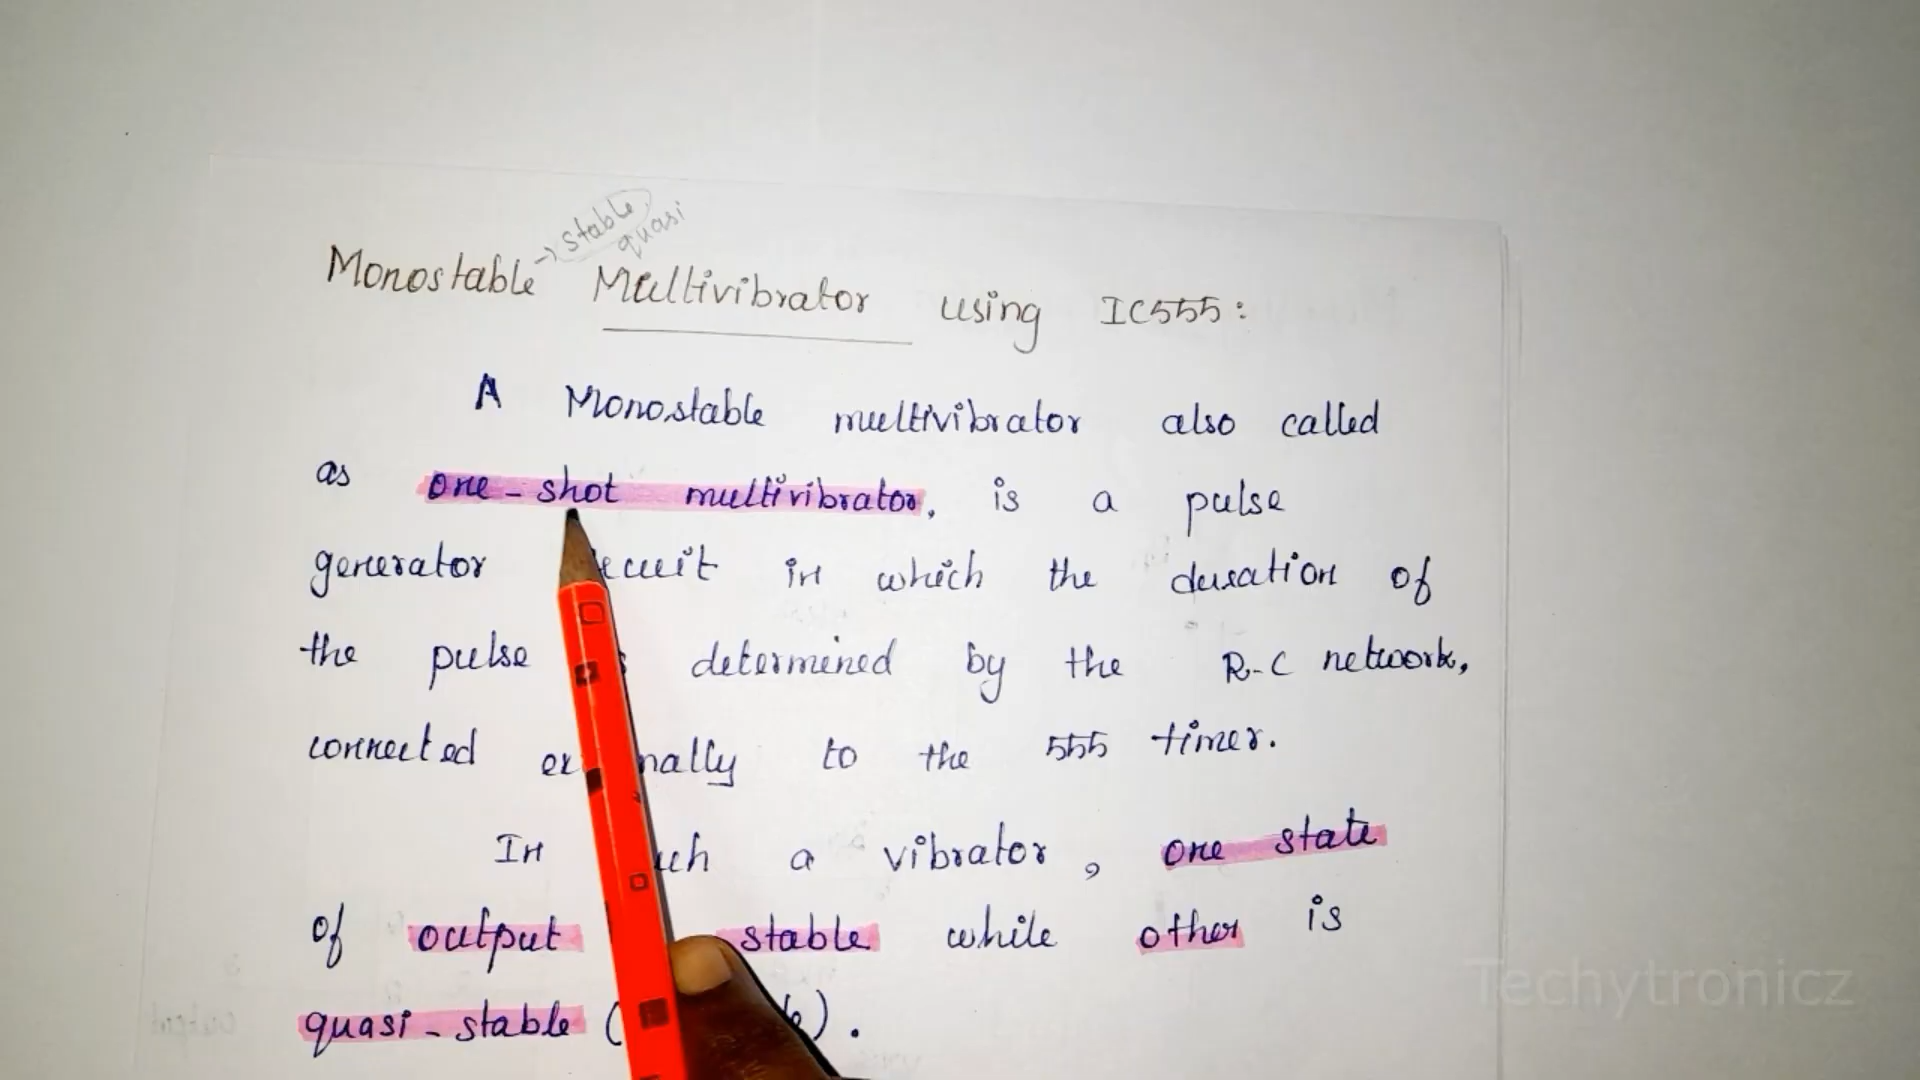 → stable,
quasi
Monostable Multivibrator using IC555:
A Monostable multivibrator also called
as one-shot multivibrator, is a pulse
generator in which the duration of
the pulse determined by the R-C network,
connected to the 555 timer.
In a vibrator, one state
of output stable while other is
quasi-stable ( ).
Techytronicz